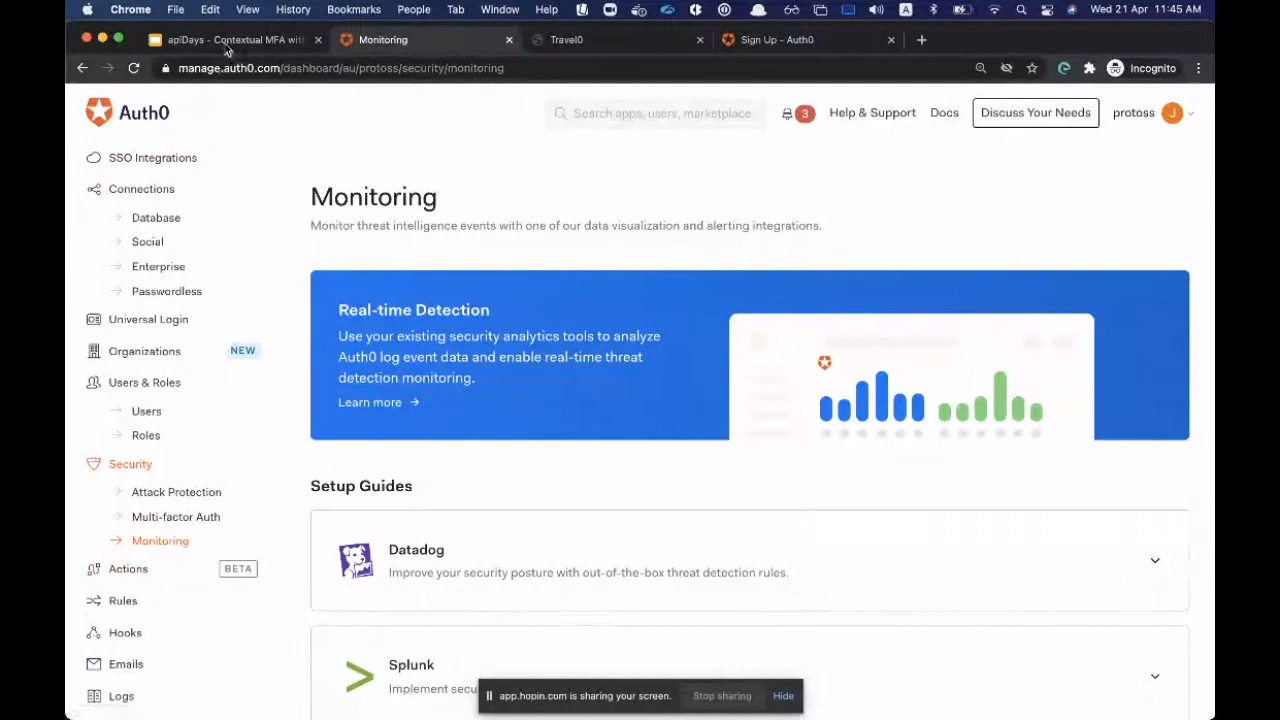 Chrome File Edit View History Bookmarks People Tab Window Help A Wed 21 Apr 11:45 AM
apiDays - Contextual MFA with
Monitoring
Travel0
Sign Up - Auth0
manage.auth0.com/dashboard/au/protoss/security/monitoring
Incognito
Auth0
Search apps, users, marketplace
3
Help & Support
Docs
Discuss Your Needs
protoss
J
SSO Integrations
Connections
Database
Social
Enterprise
Passwordless
Universal Login
Organizations NEW
Users & Roles
Users
Roles
Security
Attack Protection
Multi-factor Auth
Monitoring
Actions BETA
Rules
Hooks
Emails
Logs
Monitoring
Monitor threat intelligence events with one of our data visualization and alerting integrations.
Real-time Detection
Use your existing security analytics tools to analyze
Auth0 log event data and enable real-time threat
detection monitoring.
Learn more
Setup Guides
Datadog
Improve your security posture with out-of-the-box threat detection rules.
Splunk
Implement secu
app.hopin.com is sharing your screen.
Stop sharing
Hide